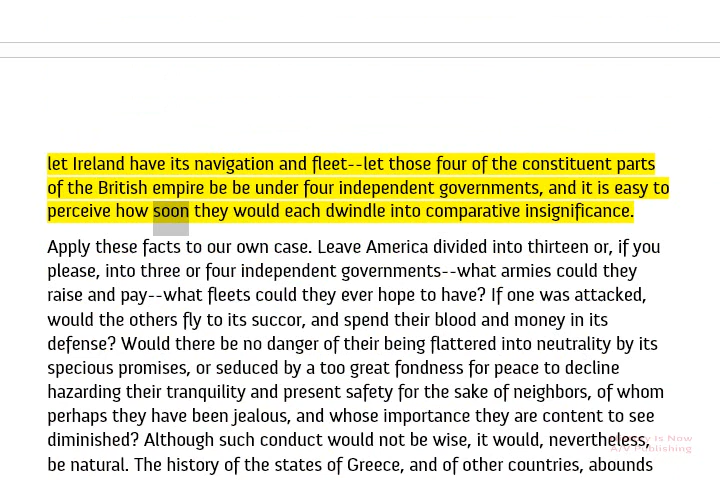 let Ireland have its navigation and fleet--let those four of the constituent parts
of the British empire be be under four independent governments, and it is easy to
perceive how soon they would each dwindle into comparative insignificance.
Apply these facts to our own case. Leave America divided into thirteen or, if you
please, into three or four independent governments--what armies could they
raise and pay--what fleets could they ever hope to have? If one was attacked,
would the others fly to its succor, and spend their blood and money in its
defense? Would there be no danger of their being flattered into neutrality by its
specious promises, or seduced by a too great fondness for peace to decline
hazarding their tranquility and present safety for the sake of neighbors, of whom
perhaps they have been jealous, and whose importance they are content to see
diminished? Although such conduct would not be wise, it would, nevertheless,
be natural. The history of the states of Greece, and of other countries, abounds
Is Now
A/V Publishing